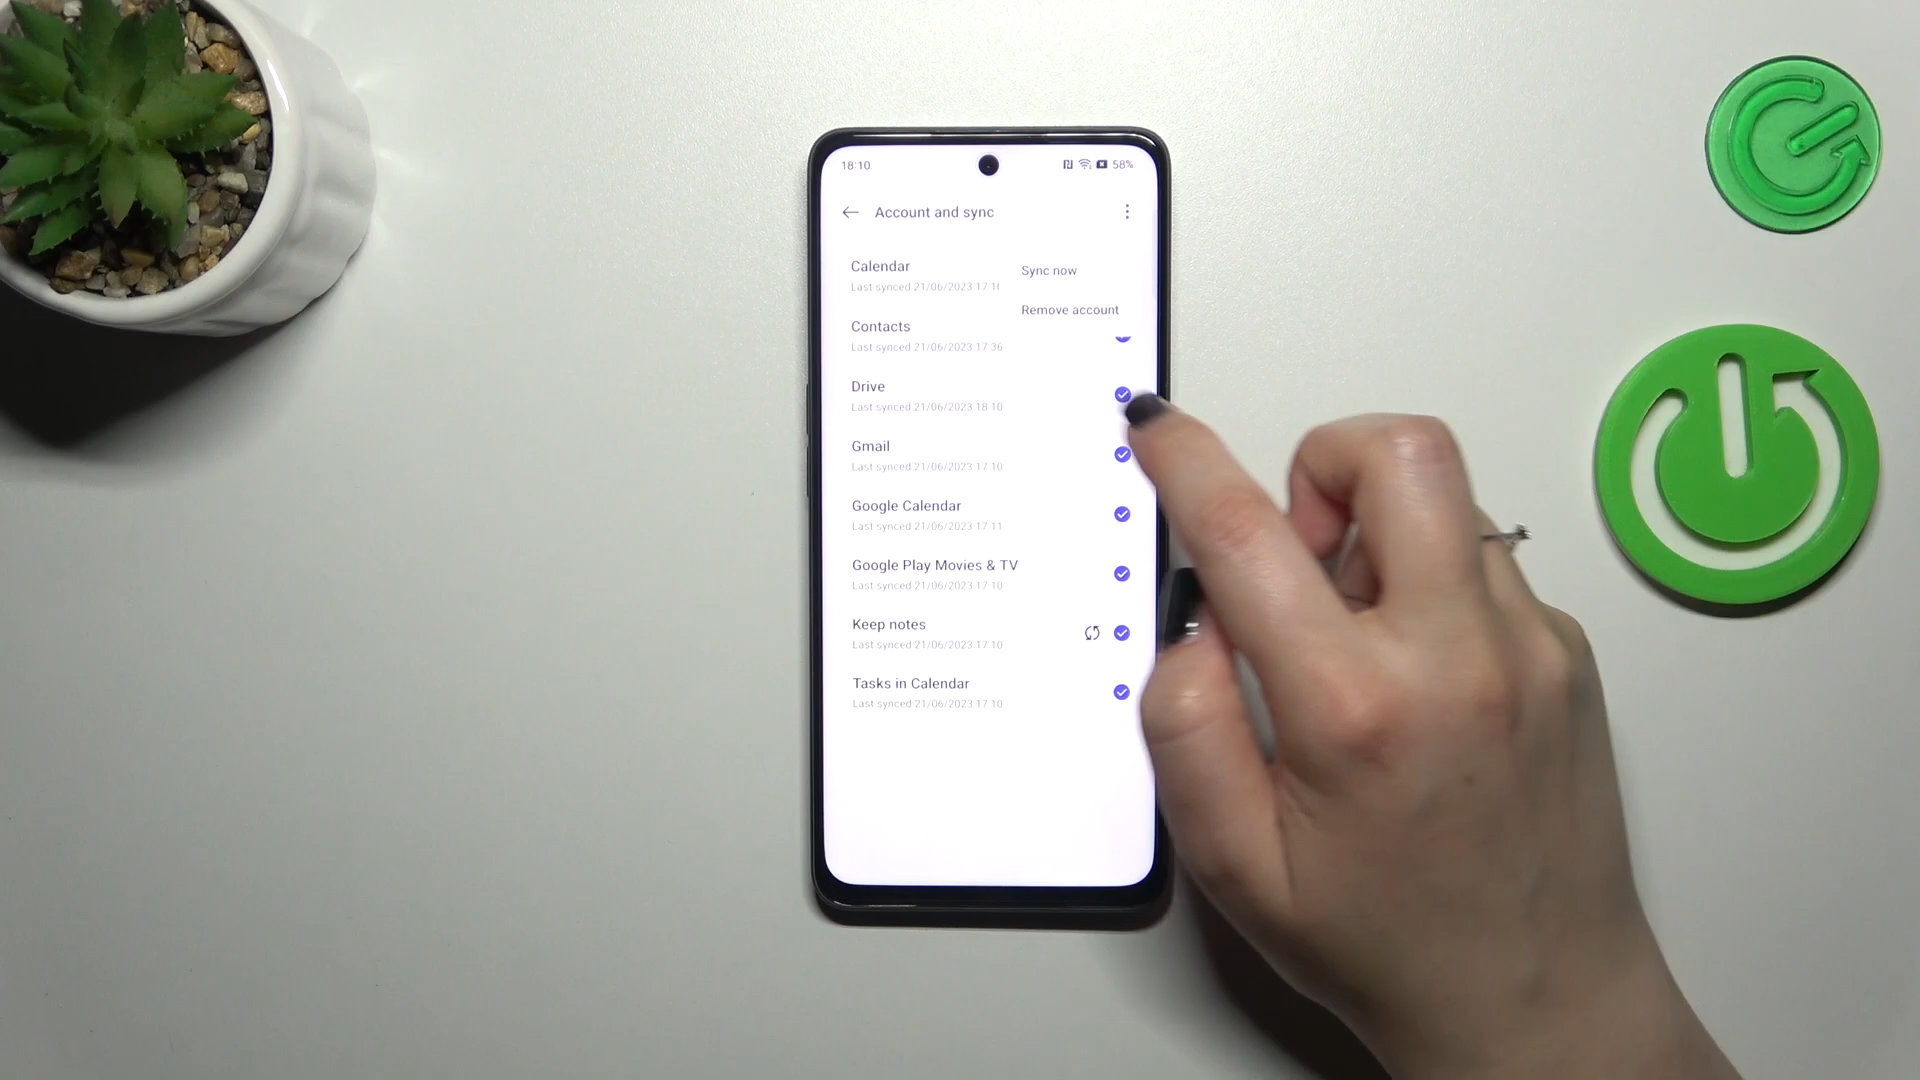 18:10
58%
Account and sync
Calendar
Last synced 21/06/2023 17
Sync now
Remove account
Contacts
Last synced 21/06/2023 17 36
Drive
Last synced 21/06/2023 18 10
Gmail
Last synced 21/06/2023 17 10
Google Calendar
Last synced 21/06/2023 17 11
Google Play Movies & TV
Last synced 21/06/2023 17 10
Keep notes
Last synced 21/06/2023 17 10
Tasks in Calendar
Last synced 21/06/2023 17 10